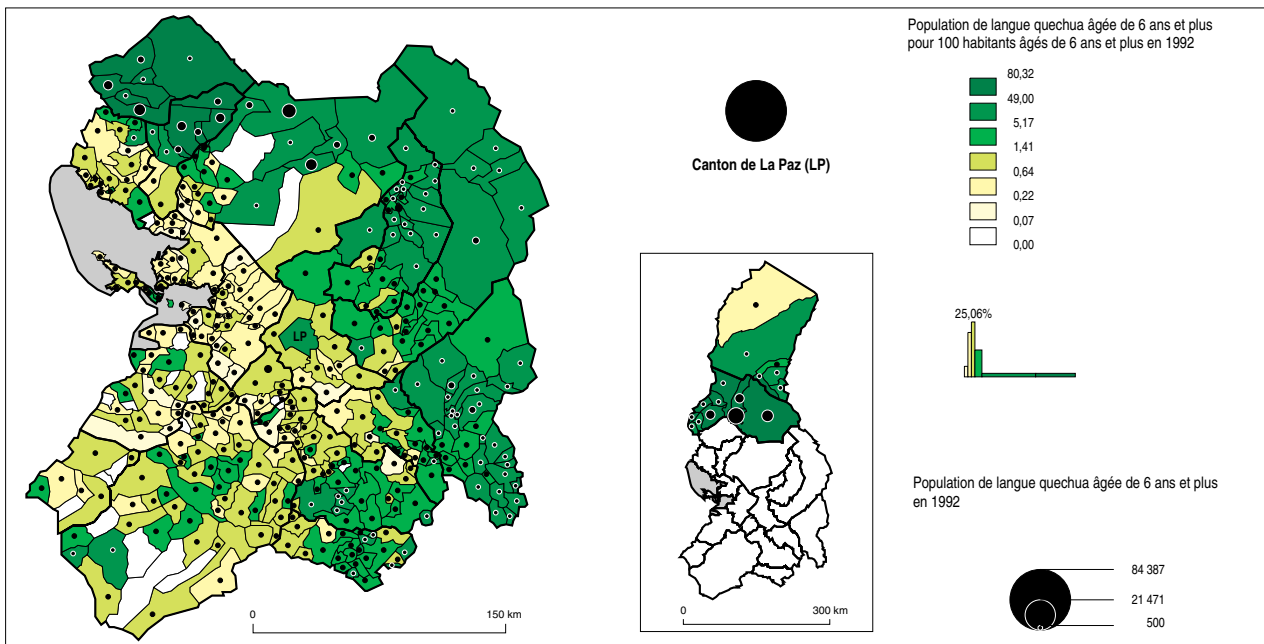 Population de langue quechua âgée de 6 ans et plus
pour 100 habitants âgés de 6 ans et plus en 1992
80,32
49,00
5,17
1,41
0,64
0,22
0,07
0,00
Canton de La Paz (LP)
LP
25,06%
Population de langue quechua âgée de 6 ans et plus
en 1992
84 387
21 471
500
0
150 km
0
300 km